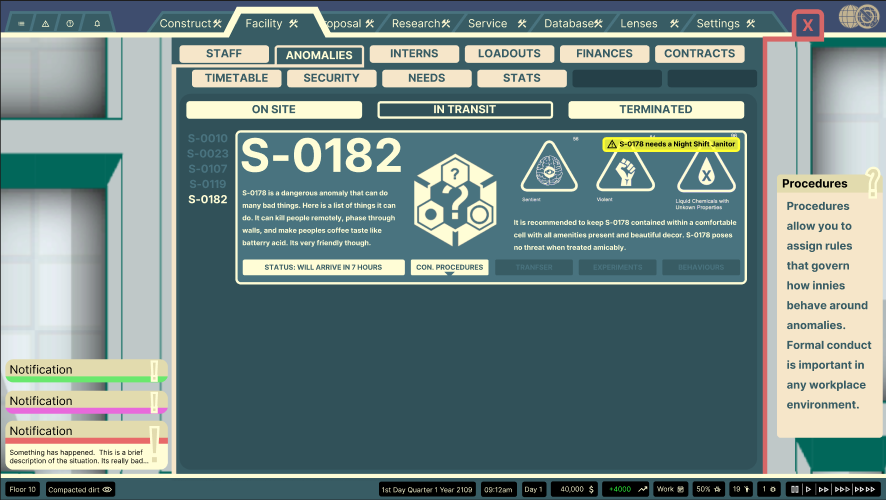 Construct
Facility
oposal
Research
Service
Database
Lenses
Settings
X
STAFF
ANOMALIES
INTERNS
LOADOUTS
FINANCES
CONTRACTS
TIMETABLE
SECURITY
NEEDS
STATS
ON SITE
IN TRANSIT
TERMINATED
S-0010
S-0023
S-0107
S-0119
S-0182
S-0182
S-0178 is a dangerous anomaly that can do
many bad things. Here is a list of things it can
do. It can kill people remotely, phase through
walls, and make peoples coffee taste like
batterry acid. Its very friendly though.
?
?
56
S-0178 needs a Night Shift Janitor
X
Sentient
Violent
Liquid Chemicals with
Unkown Properties
It is recommended to keep S-0178 contained within a comfortable
cell with all amenities present and beautiful decor. S-0178 poses
no threat when treated amicably.
STATUS: WILL ARRIVE IN 7 HOURS
CON. PROCEDURES
TRANFSER
EXPERIMENTS
BEHAVIOURS
Procedures
?
Procedures
allow you to
assign rules
that govern
how innies
behave around
anomalies.
Formal conduct
is important in
any workplace
environment.
Notification
!
Notification
!
Notification
!
Something has happened. This is a brief
description of the situation. Its really bad...
Floor 10
Compacted dirt
1st Day Quarter 1 Year 2109
09:12am
Day 1
40,000 $
+4000
Work
50%
19
1